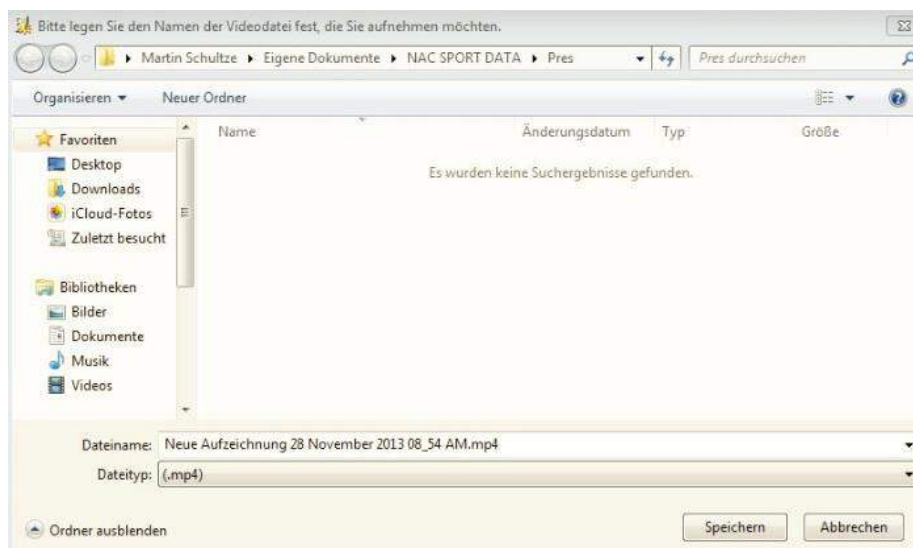 Bitte legen Sie den Namen der Videodatei fest, die Sie aufnehmen möchten.
Martin Schultze ▸ Eigene Dokumente ▸ NAC SPORT DATA ▸ Pres
Pres durchsuchen
Organisieren
Neuer Ordner
Favoriten
Desktop
Downloads
iCloud-Fotos
Zuletzt besucht
Bibliotheken
Bilder
Dokumente
Musik
Videos
Name Änderungsdatum Typ Größe
Es wurden keine Suchergebnisse gefunden.
Dateiname: Neue Aufzeichnung 28 November 2013 08_54 AM.mp4
Dateityp: (.mp4)
Ordner ausblenden
Speichern
Abbrechen